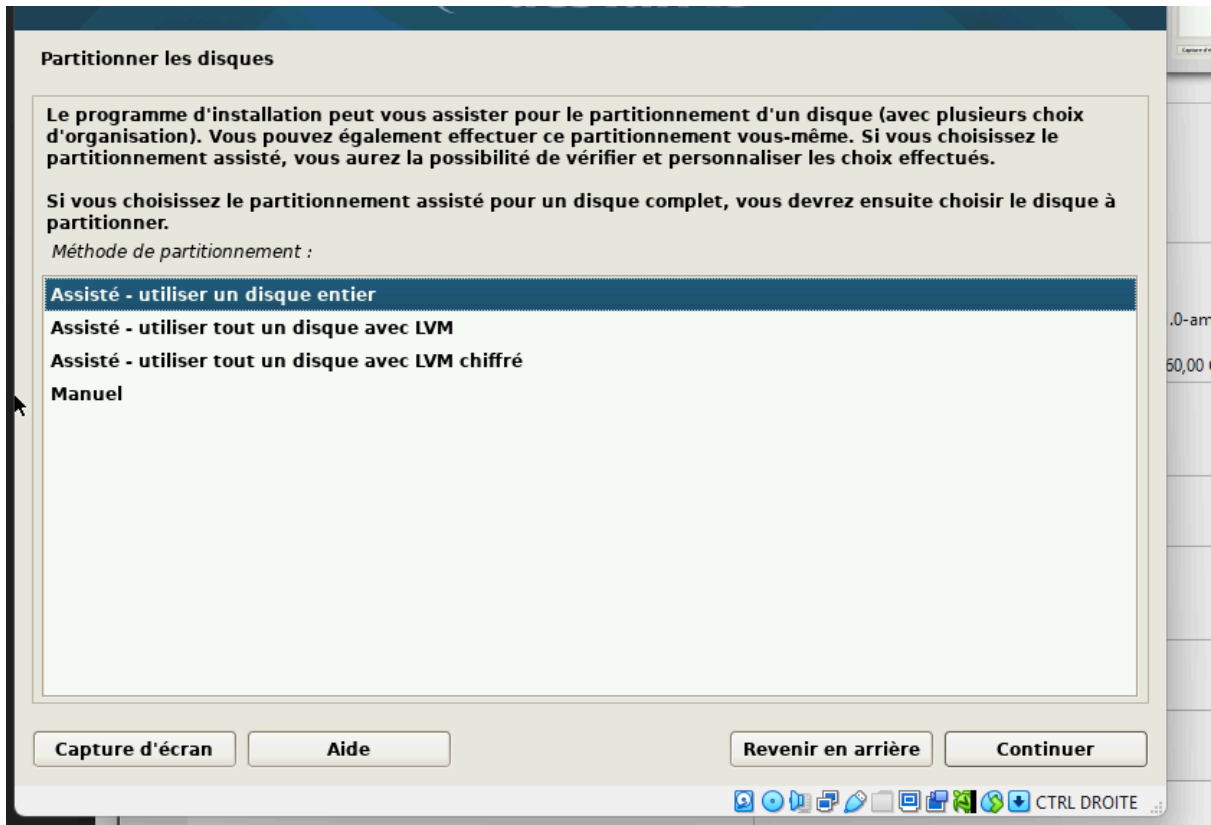 Partitionner les disques
Le programme d'installation peut vous assister pour le partitionnement d'un disque (avec plusieurs choix
d'organisation). Vous pouvez également effectuer ce partitionnement vous-même. Si vous choisissez le
partitionnement assisté, vous aurez la possibilité de vérifier et personnaliser les choix effectués.
Si vous choisissez le partitionnement assisté pour un disque complet, vous devrez ensuite choisir le disque à
partitionner.
Méthode de partitionnement :
Assisté - utiliser un disque entier
Assisté - utiliser tout un disque avec LVM
Assisté - utiliser tout un disque avec LVM chiffré
Manuel
.0-am
60,00
Capture d'écran
Aide
Revenir en arrière
Continuer
CTRL DROITE